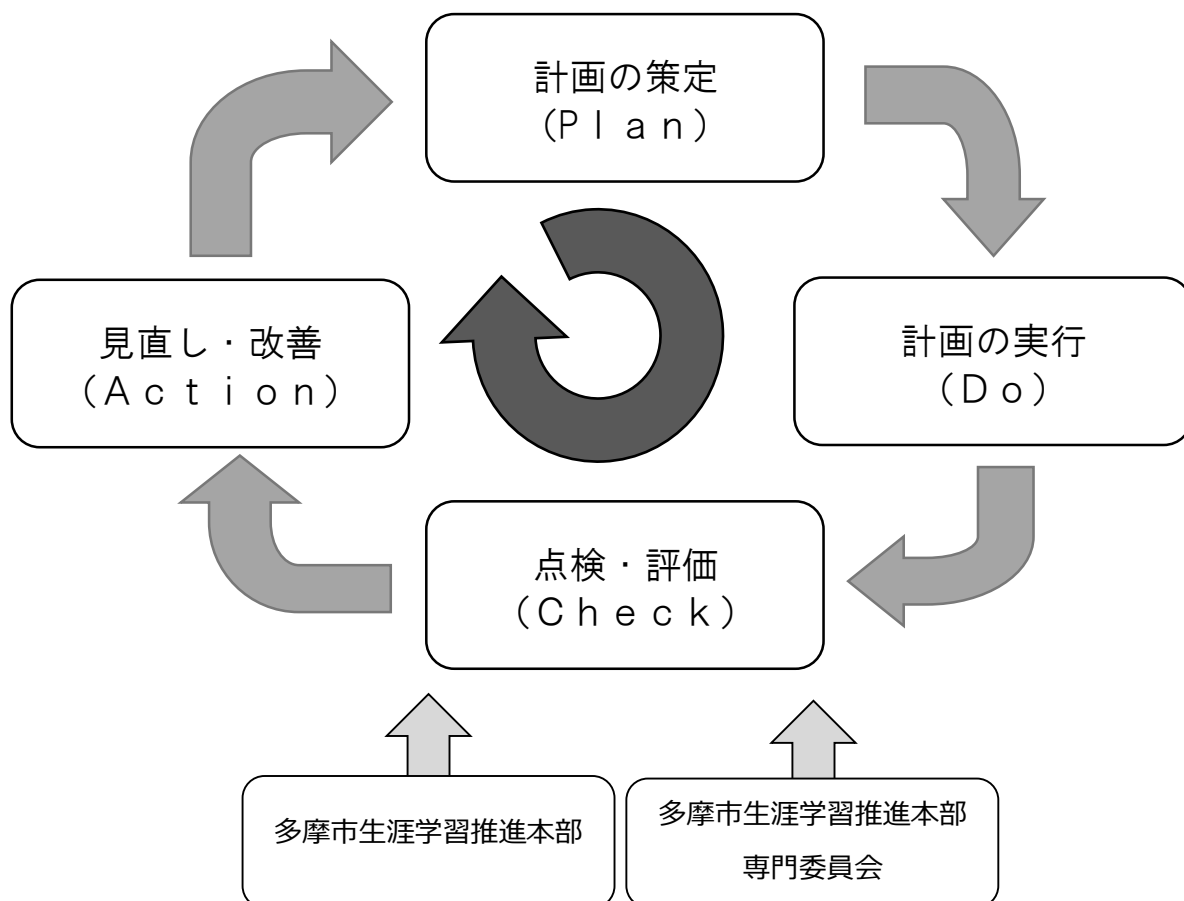 計画の策定
（Ｐｌａｎ）
見直し・改善
（Ａｃｔｉｏｎ）
計画の実行
（Ｄｏ）
点検・評価
（Ｃｈｅｃｋ）
多摩市生涯学習推進本部
多摩市生涯学習推進本部
専門委員会